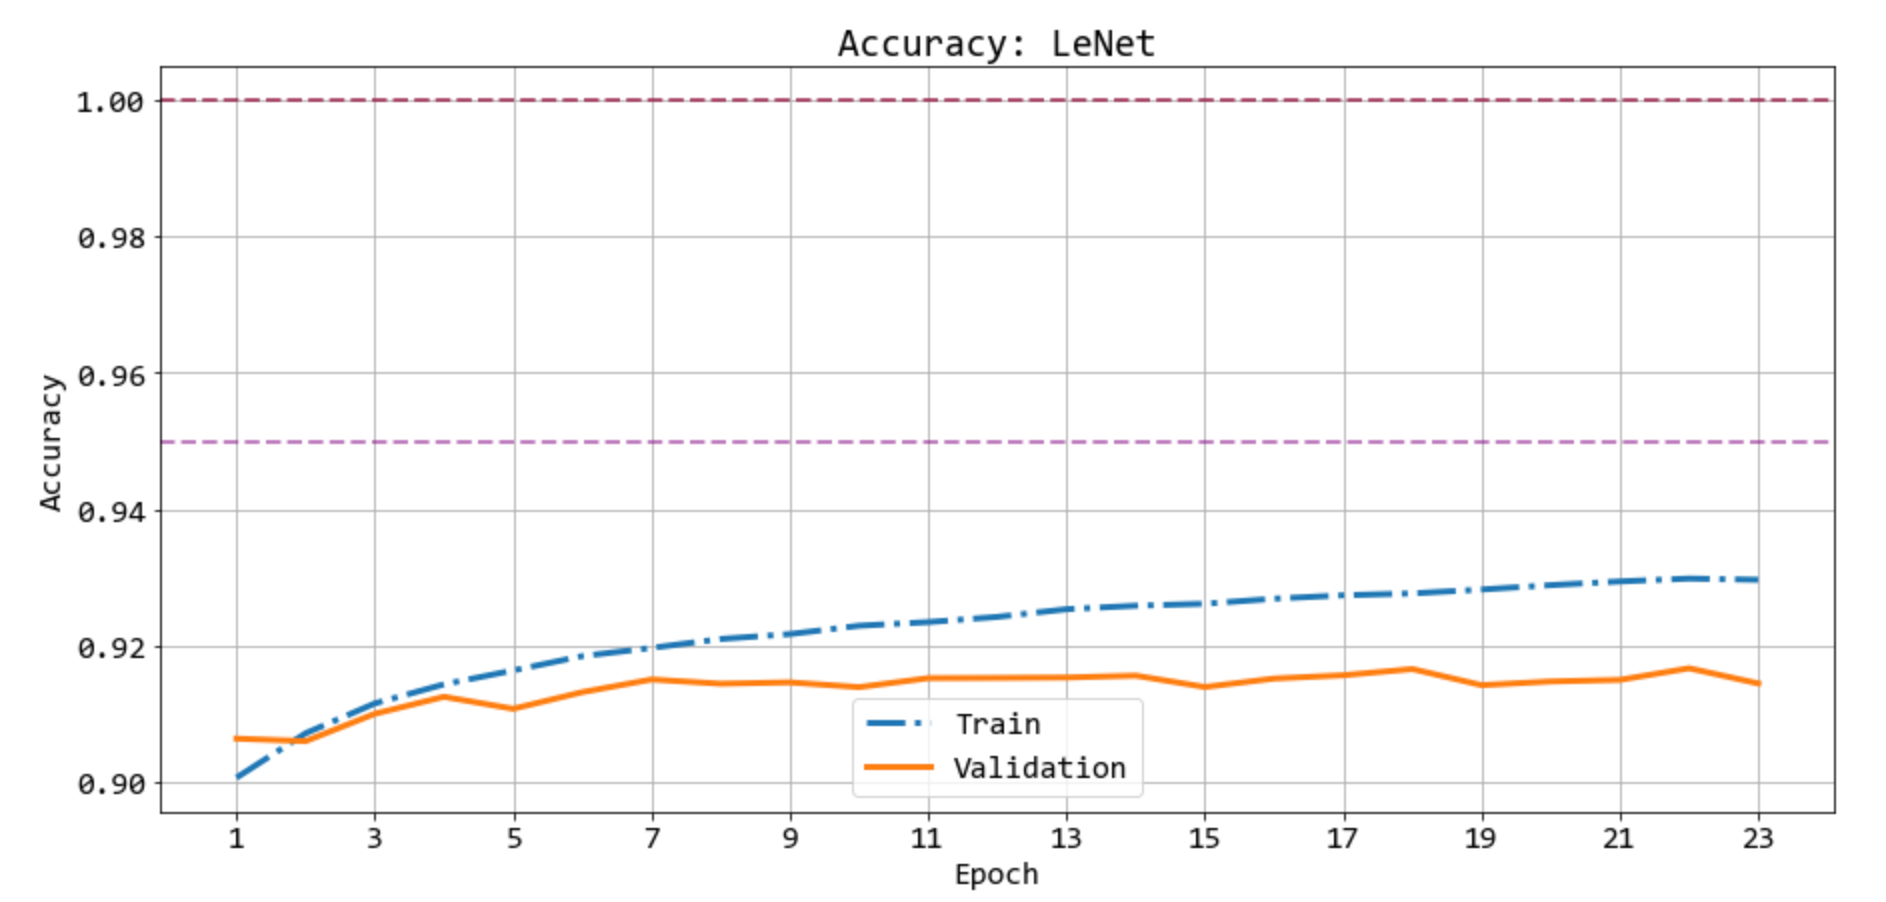 Accuracy: LeNet
Accuracy
1.00
0.98
0.96
0.94
0.92
0.90
Train
Validation
1 3 5 7 9 11 13 15 17 19 21 23
Epoch